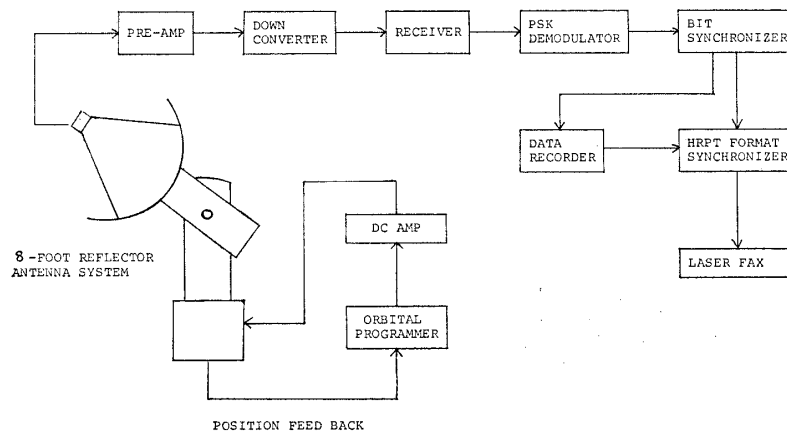 PRE-AMP
DOWN
CONVERTER
RECEIVER
PSK
DEMODULATOR
BIT
SYNCHRONIZER
DATA
RECORDER
HRPT FORMAT
SYNCHRONIZER
8-FOOT REFLECTOR
ANTENNA SYSTEM
DC AMP
LASER FAX
ORBITAL
PROGRAMMER
POSITION FEED BACK